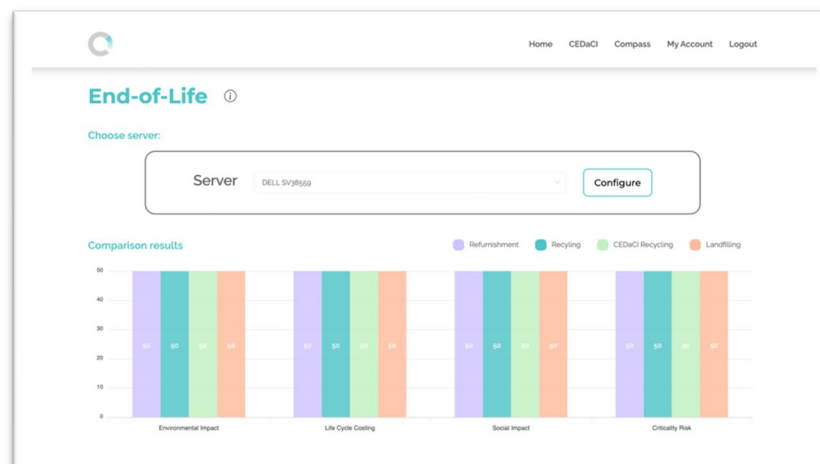 Home CEDaCI Compass My Account Logout
End-of-Life i
Choose server:
Server DELL SV38559 Configure
Comparison results Refurnishment Recyling CEDaCI Recycling Landfilling
50
40
30
50 50 50 50 50 50 50 50 50 50 50 50 50 50 50 50
20
10
0
Environmental Impact Life Cycle Costing Social Impact Criticality Risk